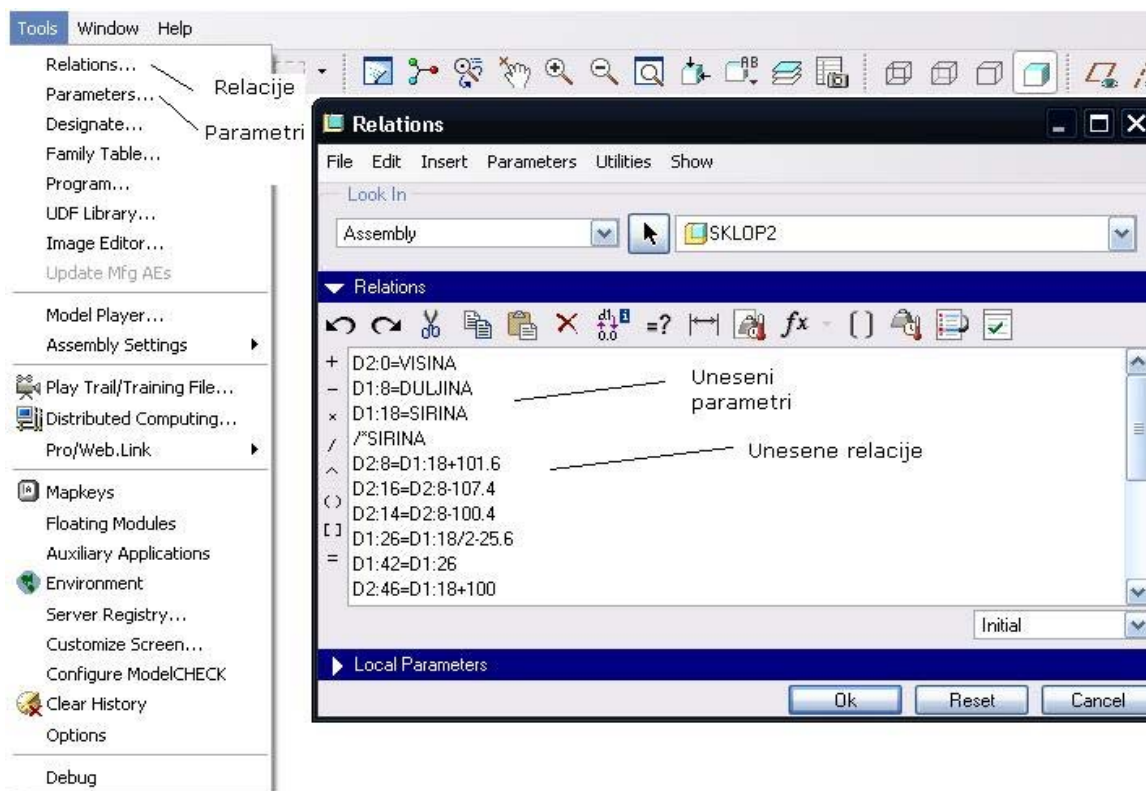 Tools Window Help
Relations...
Relacije
Parameters...
Parametri
Designate...
Family Table...
Program...
UDF Library...
Image Editor...
Update Mfg AEs
Model Player...
Assembly Settings
Play Trail/Training File...
Distributed Computing...
Pro/Web.Link
Mapkeys
Floating Modules
Auxiliary Applications
Environment
Server Registry...
Customize Screen...
Configure ModelCHECK
Clear History
Options
Debug
Relations
File Edit Insert Parameters Utilities Show
Look In
Assembly
SKLOP2
Relations
D2:0=VISINA
D1:8=DULJINA
D1:18=SIRINA
/*SIRINA
D2:8=D1:18+101.6
D2:16=D2:8-107.4
D2:14=D2:8-100.4
D1:26=D1:18/2-25.6
D1:42=D1:26
D2:46=D1:18+100
Uneseni
parametri
Unesene relacije
Initial
Local Parameters
Ok Reset Cancel